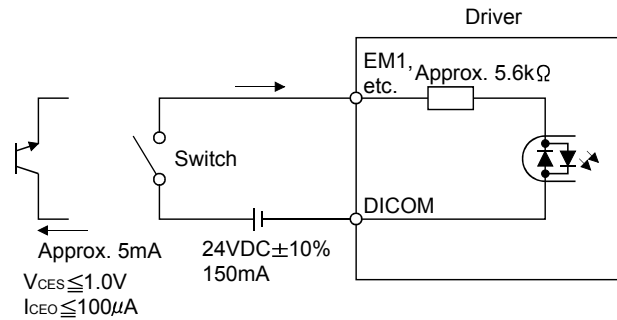 Driver
EM1,
etc.
Approx. 5.6kΩ
Switch
DICOM
Approx. 5mA
24VDC±10%
150mA
VCES≦1.0V
ICEO≦100μA